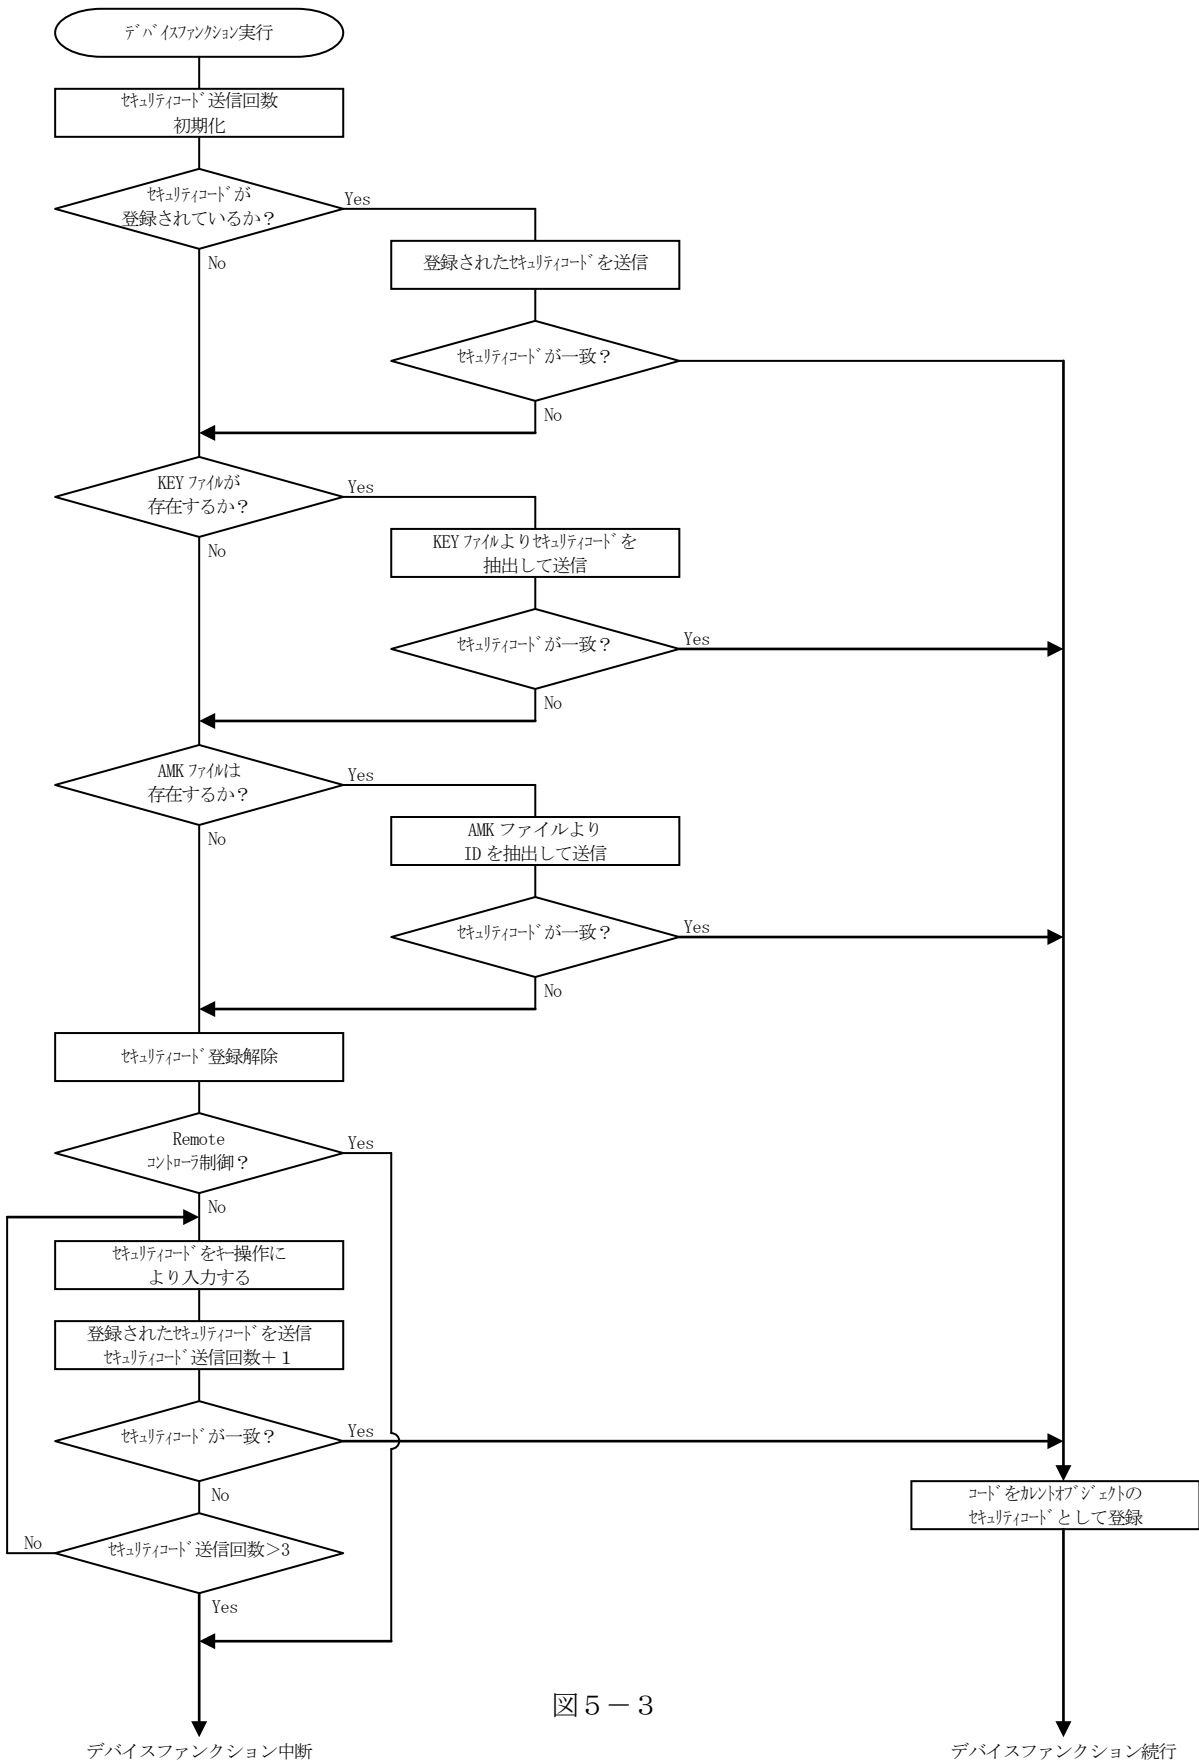 ﾃﾞﾊﾞｲｽﾌｧﾝｸｼｮﾝ実行
ｾｷｭﾘﾃｨｺｰﾄﾞ送信回数
初期化
ｾｷｭﾘﾃｨｺｰﾄﾞが
登録されているか？
Yes
No
登録されたｾｷｭﾘﾃｨｺｰﾄﾞを送信
ｾｷｭﾘﾃｨｺｰﾄﾞが一致？
No
KEYﾌｧｲﾙが
存在するか？
Yes
No
KEYﾌｧｲﾙよりｾｷｭﾘﾃｨｺｰﾄﾞを
抽出して送信
ｾｷｭﾘﾃｨｺｰﾄﾞが一致？
Yes
No
AMKﾌｧｲﾙは
存在するか？
Yes
No
AMK ファイルより
ID を抽出して送信
ｾｷｭﾘﾃｨｺｰﾄﾞが一致？
Yes
No
ｾｷｭﾘﾃｨｺｰﾄﾞ登録解除
Remote
ｺﾝﾄﾛｰﾗ制御？
Yes
No
ｾｷｭﾘﾃｨｺｰﾄﾞをｷｰ操作に
より入力する
登録されたｾｷｭﾘﾃｨｺｰﾄﾞを送信
ｾｷｭﾘﾃｨｺｰﾄﾞ送信回数＋１
ｾｷｭﾘﾃｨｺｰﾄﾞが一致？
Yes
No
ｾｷｭﾘﾃｨｺｰﾄﾞ送信回数>3
No
Yes
ｺｰﾄﾞをｶﾚﾝﾄｵﾌﾞｼﾞｪｸﾄの
ｾｷｭﾘﾃｨｺｰﾄﾞとして登録
図５－３
デバイスファンクション中断
デバイスファンクション続行